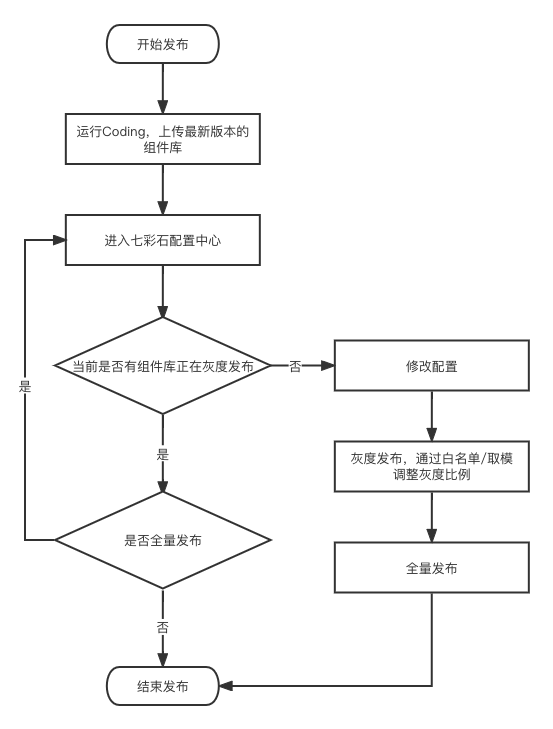 开始发布
运行Coding，上传最新版本的
组件库
进入七彩石配置中心
当前是否有组件库正在灰度发布
否
修改配置
是
是
灰度发布，通过白名单/取模
调整灰度比例
是否全量发布
全量发布
否
结束发布